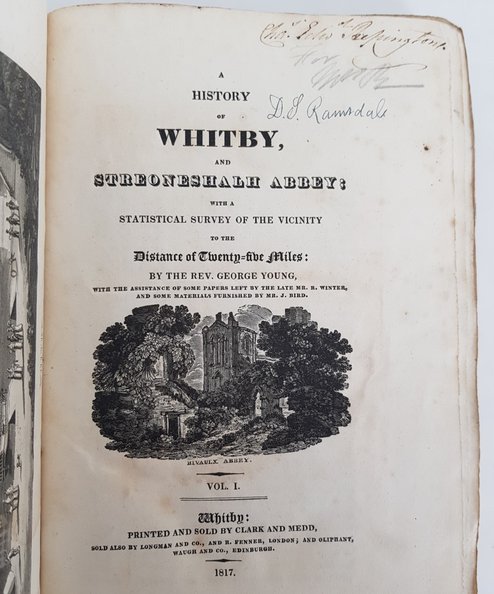 D. S. Ramsdale
A
HISTORY
OF
WHITBY,
AND
STREONESHALH ABBEY:
WITH A
STATISTICAL SURVEY OF THE VICINITY
TO THE
Distance of Twenty-five Miles:
BY THE REV. GEORGE YOUNG,
WITH THE ASSISTANCE OF SOME PAPERS LEFT BY THE LATE MR. R. WINTER,
AND SOME MATERIALS FURNISHED BY MR. J. BIRD.
RIVAULX ABBEY.
VOL. I.
Whitby:
PRINTED AND SOLD BY CLARK AND MEDD,
SOLD ALSO BY LONGMAN AND CO., AND R. FENNER, LONDON; AND OLIPHANT,
WAUGH AND CO., EDINBURGH.
1817.